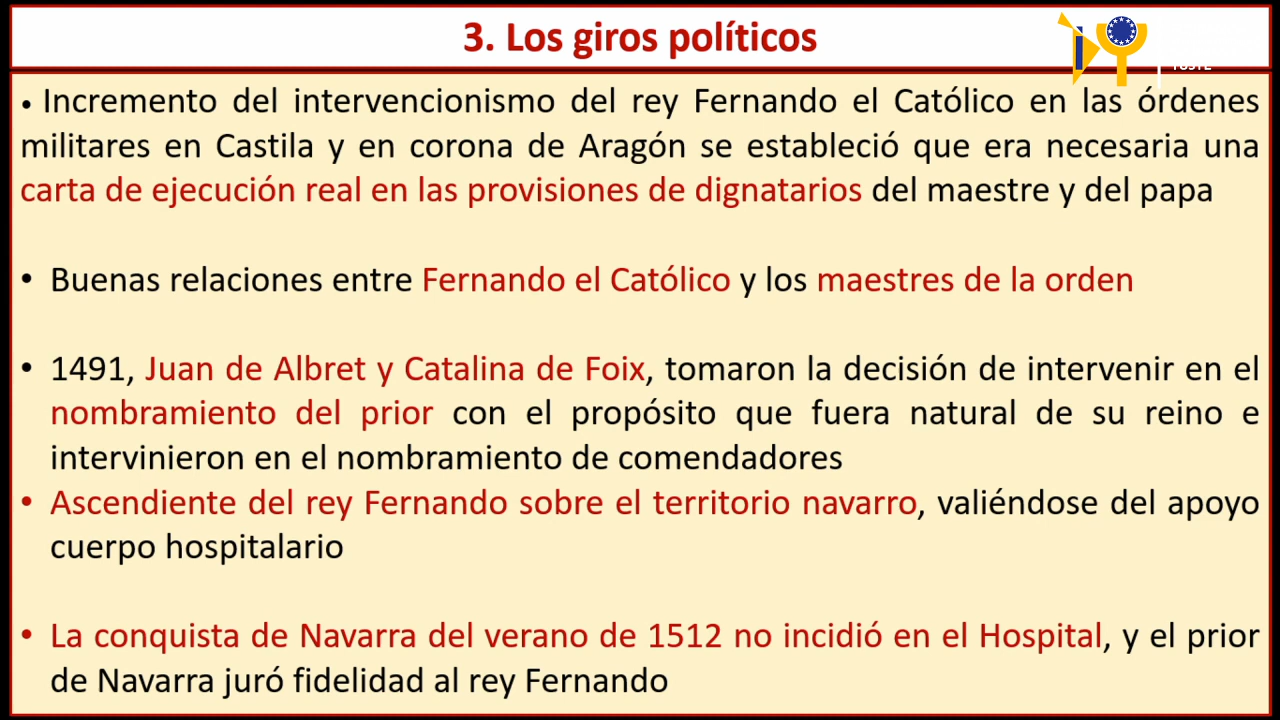 3. Los giros políticos
• Incremento del intervencionismo del rey Fernando el Católico en las órdenes
militares en Castila y en corona de Aragón se estableció que era necesaria una
carta de ejecución real en las provisiones de dignatarios del maestre y del papa
• Buenas relaciones entre Fernando el Católico y los maestres de la orden
• 1491, Juan de Albret y Catalina de Foix, tomaron la decisión de intervenir en el
nombramiento del prior con el propósito que fuera natural de su reino e
intervinieron en el nombramiento de comendadores
• Ascendiente del rey Fernando sobre el territorio navarro, valiéndose del apoyo
cuerpo hospitalario
• La conquista de Navarra del verano de 1512 no incidió en el Hospital, y el prior
de Navarra juró fidelidad al rey Fernando